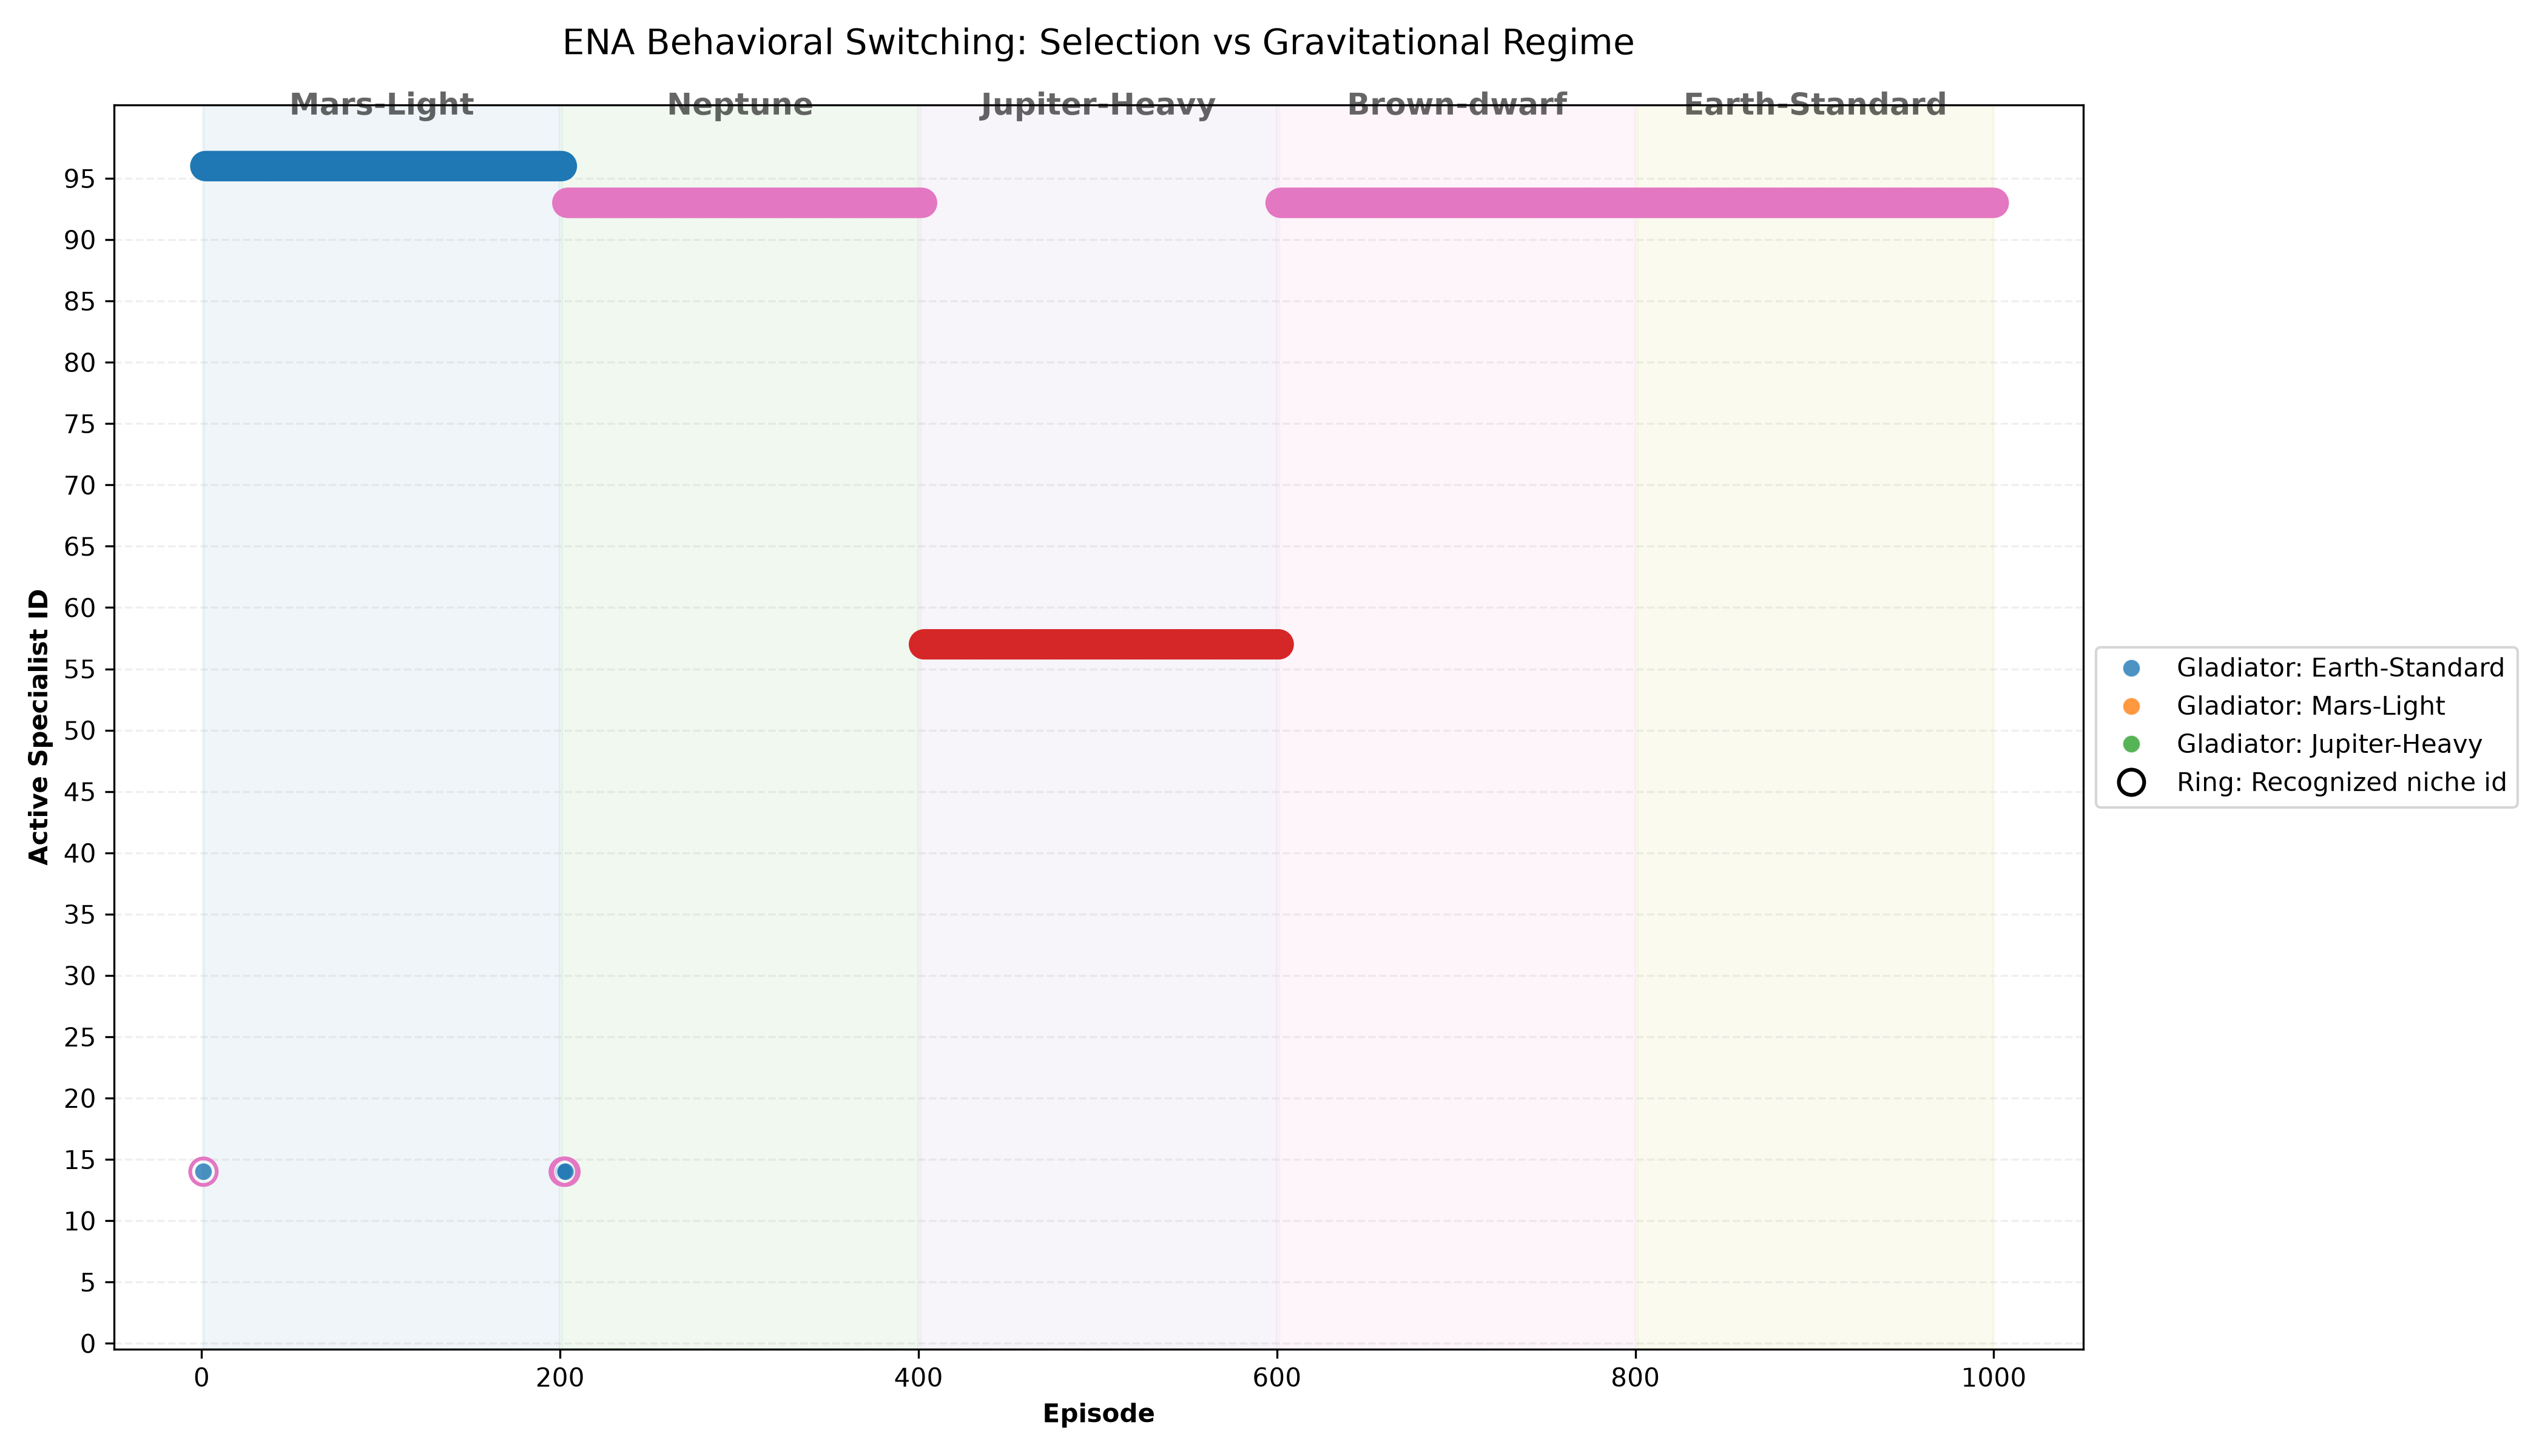 ENA Behavioral Switching: Selection vs Gravitational Regime
Mars-Light Neptune Jupiter-Heavy Brown-dwarf Earth-Standard
95
90
85
80
75
70
65
60
55
50
45
40
35
30
25
20
15
10
5
0
Active Specialist ID
0 200 400 600 800 1000
Episode
Gladiator: Earth-Standard
Gladiator: Mars-Light
Gladiator: Jupiter-Heavy
Ring: Recognized niche id